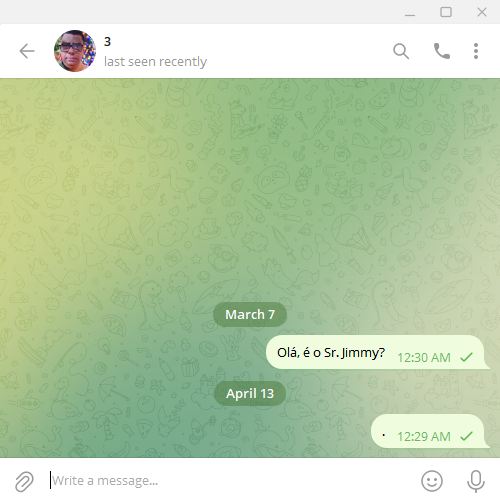 3
last seen recently
March 7
Olá, é o Sr. Jimmy? 12:30 AM
April 13
. 12:29 AM
Write a message...